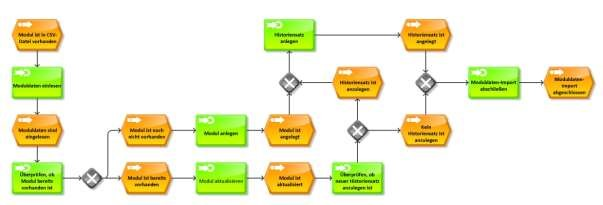 Modul ist in CSV-
Datei vorhanden
Moduldaten einlesen
Moduldaten sind
eingelesen
Überprüfen, ob
Modul bereits
vorhanden ist
Modul ist noch
nicht vorhanden
Modul anlegen
Modul ist
angelegt
Modul ist bereits
vorhanden
Modul aktualisieren
Modul ist
aktualisiert
Überprüfen, ob
neuer Historiensatz
anzulegen ist
Historiensatz ist
anzulegen
Historiensatz
anlegen
Historiensatz ist
angelegt
Kein
Historiensatz ist
anzulegen
Moduldaten-Import
abschließen
Moduldaten-
Import
abgeschlossen